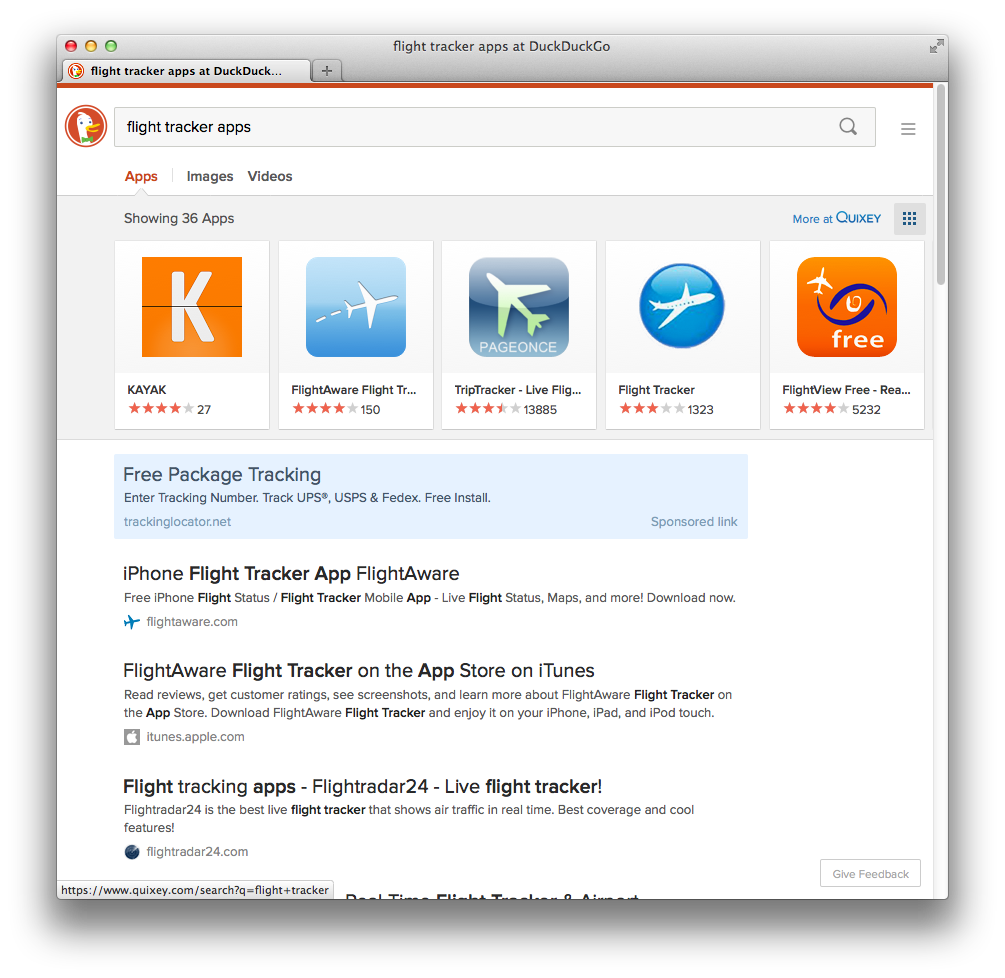 flight tracker apps at DuckDuckGo
flight tracker apps at DuckDuck...
flight tracker apps
Apps
Images
Videos
Showing 36 Apps
More at QUIXEY
K
PAGEONCE
free
KAYAK
27
FlightAware Flight Tr...
150
TripTracker - Live Flig...
13885
Flight Tracker
1323
FlightView Free - Rea...
5232
Free Package Tracking
Enter Tracking Number. Track UPS®, USPS & Fedex. Free Install.
trackinglocator.net
Sponsored link
iPhone Flight Tracker App FlightAware
Free iPhone Flight Status / Flight Tracker Mobile App - Live Flight Status, Maps, and more! Download now.
flightaware.com
FlightAware Flight Tracker on the App Store on iTunes
Read reviews, get customer ratings, see screenshots, and learn more about FlightAware Flight Tracker on
the App Store. Download FlightAware Flight Tracker and enjoy it on your iPhone, iPad, and iPod touch.
itunes.apple.com
Flight tracking apps - Flightradar24 - Live flight tracker!
Flightradar24 is the best live flight tracker that shows air traffic in real time. Best coverage and cool
features!
flightradar24.com
Give Feedback
https://www.quixey.com/search?q=flight+tracker
Real-Time Flight Tracker & Airport